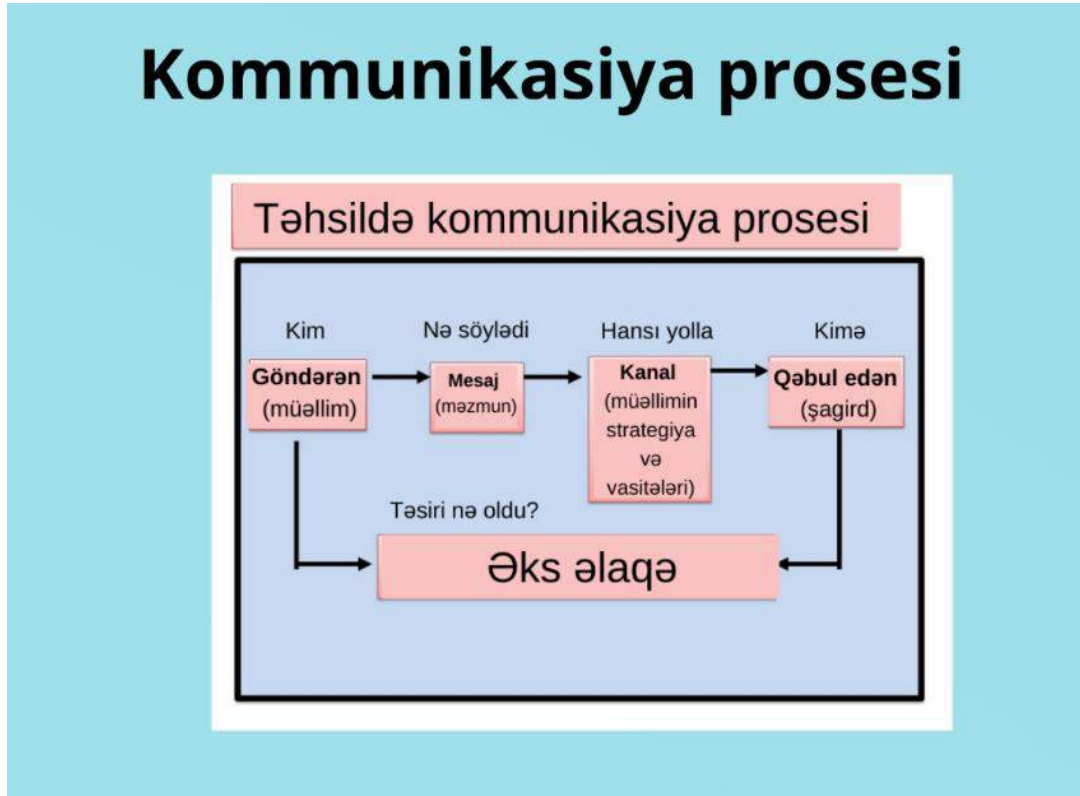 Kommunikasiya prosesi
Təhsildə kommunikasiya prosesi
Kim
Nə söylədi
Hansı yolla
Kimə
Göndərən
(müəllim)
Mesaj
(məzmun)
Kanal
(müəllimin
strategiya
və
vasitələri)
Qəbul edən
(şagird)
Təsiri nə oldu?
Əks əlaqə